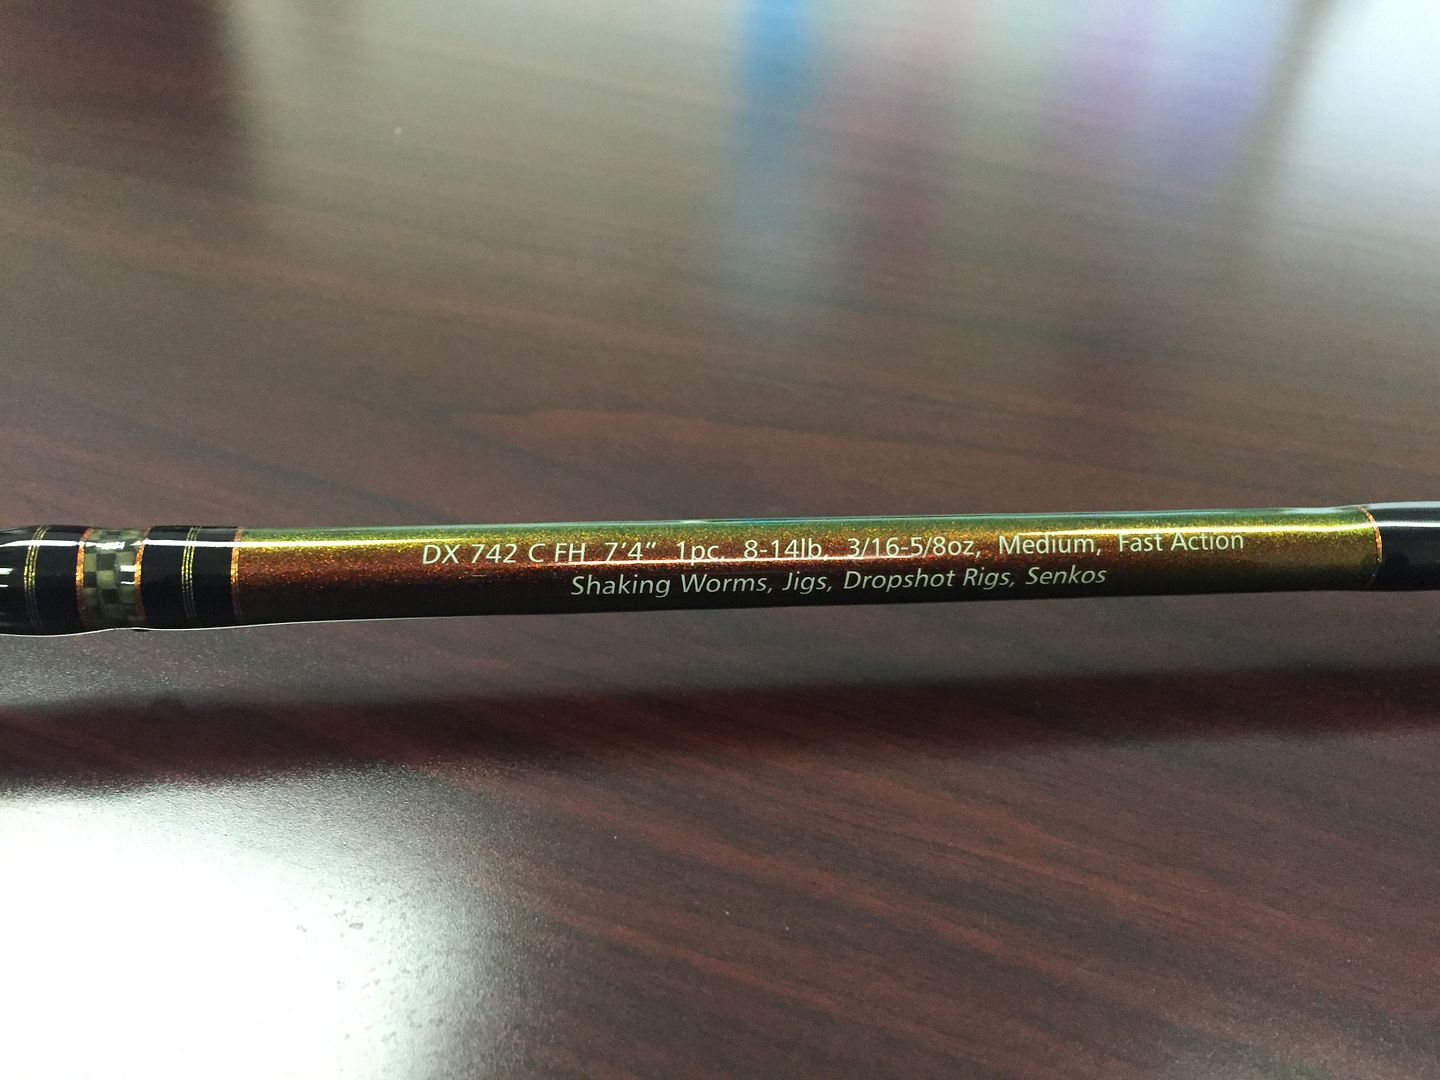 DX 742 C FH 7'4" 1pc, 8-14lb, 3/16-5/8oz, Medium, Fast Action
Shaking Worms, Jigs, Dropshot Rigs, Senkos